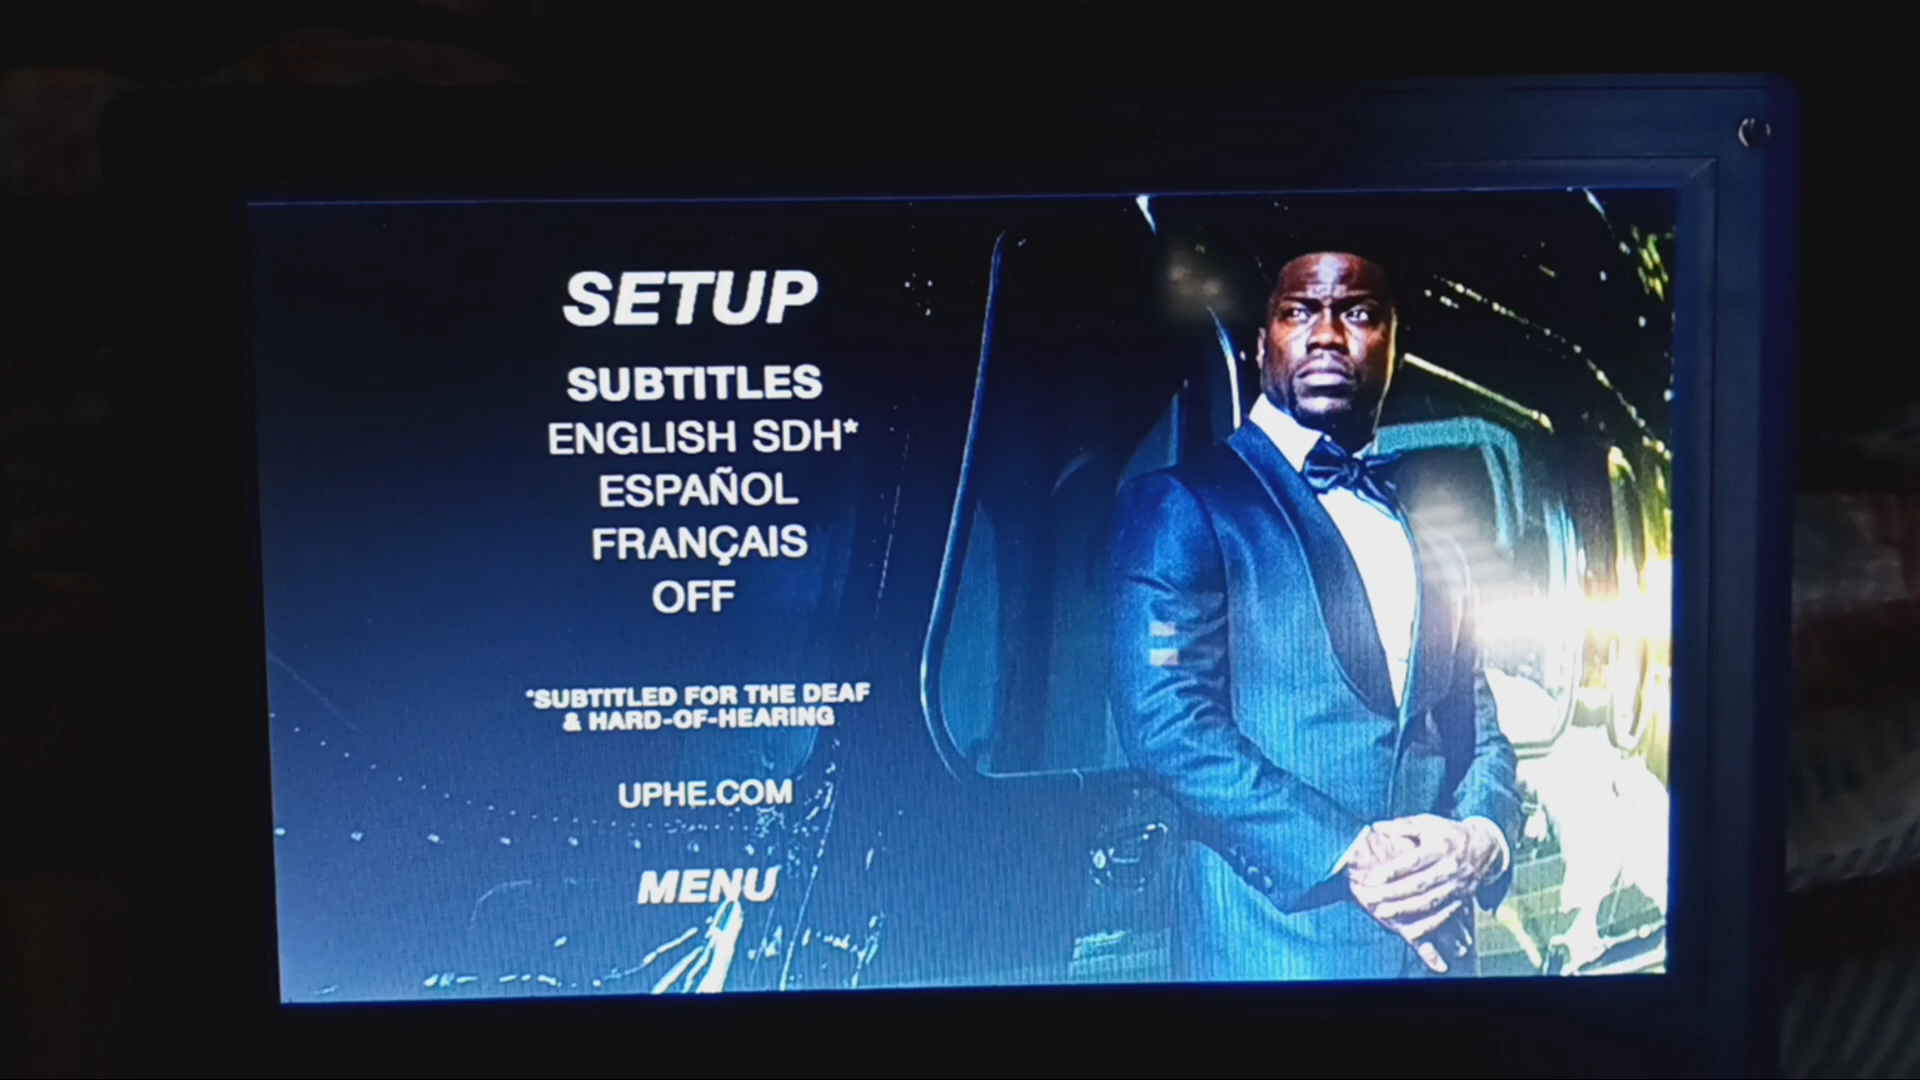 SETUP
SUBTITLES
ENGLISH SDH*
ESPAÑOL
FRANÇAIS
OFF
*SUBTITLED FOR THE DEAF
& HARD-OF-HEARING
UPHE.COM
MENU